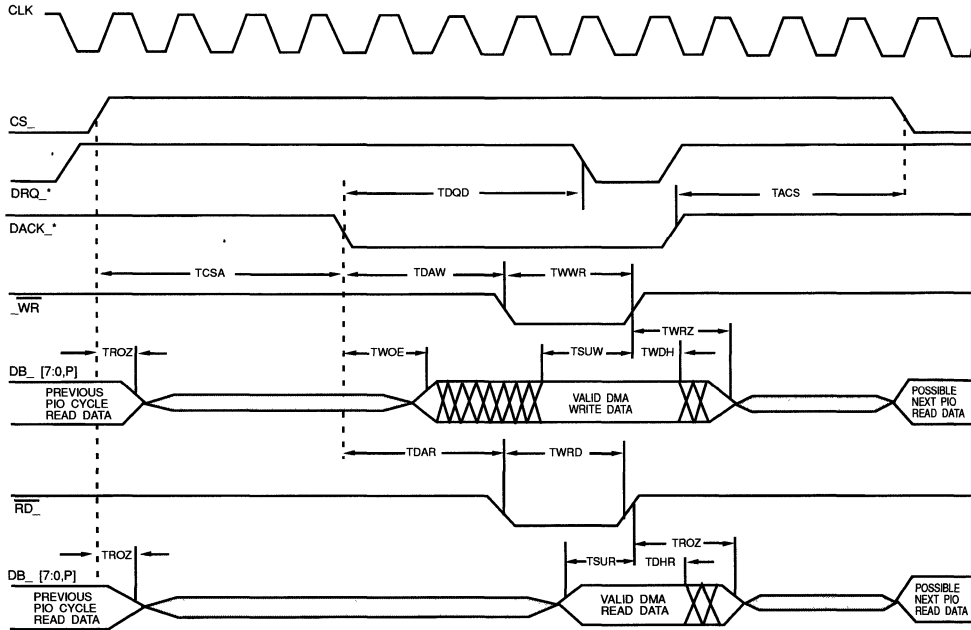 CLK
CS_
DRQ_*
TDQD
TACS
DACK_*
TCSA
TDAW
TWWR
_WR
TWRZ
TROZ
TWOE
TSUW
TWDH
DB_ [7:0,P]
PREVIOUS
PIO CYCLE
READ DATA
VALID DMA
WRITE DATA
POSSIBLE
NEXT PIO
READ DATA
TDAR
TWRD
RD_
TROZ
TROZ
TSUR
TDHR
DB_ [7:0,P]
PREVIOUS
PIO CYCLE
READ DATA
VALID DMA
READ DATA
POSSIBLE
NEXT PIO
READ DATA